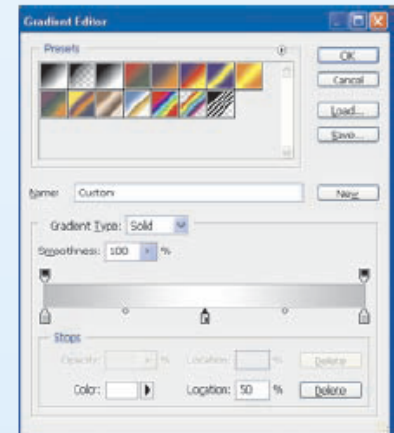 Gradient Editor
Presets
OK
Cancel
Load...
Save...
Name: Custom
New
Gradient Type: Solid
Smoothness: 100 %
Stops
Opacity: % Location: % Delete
Color: Location: 50 % Delete